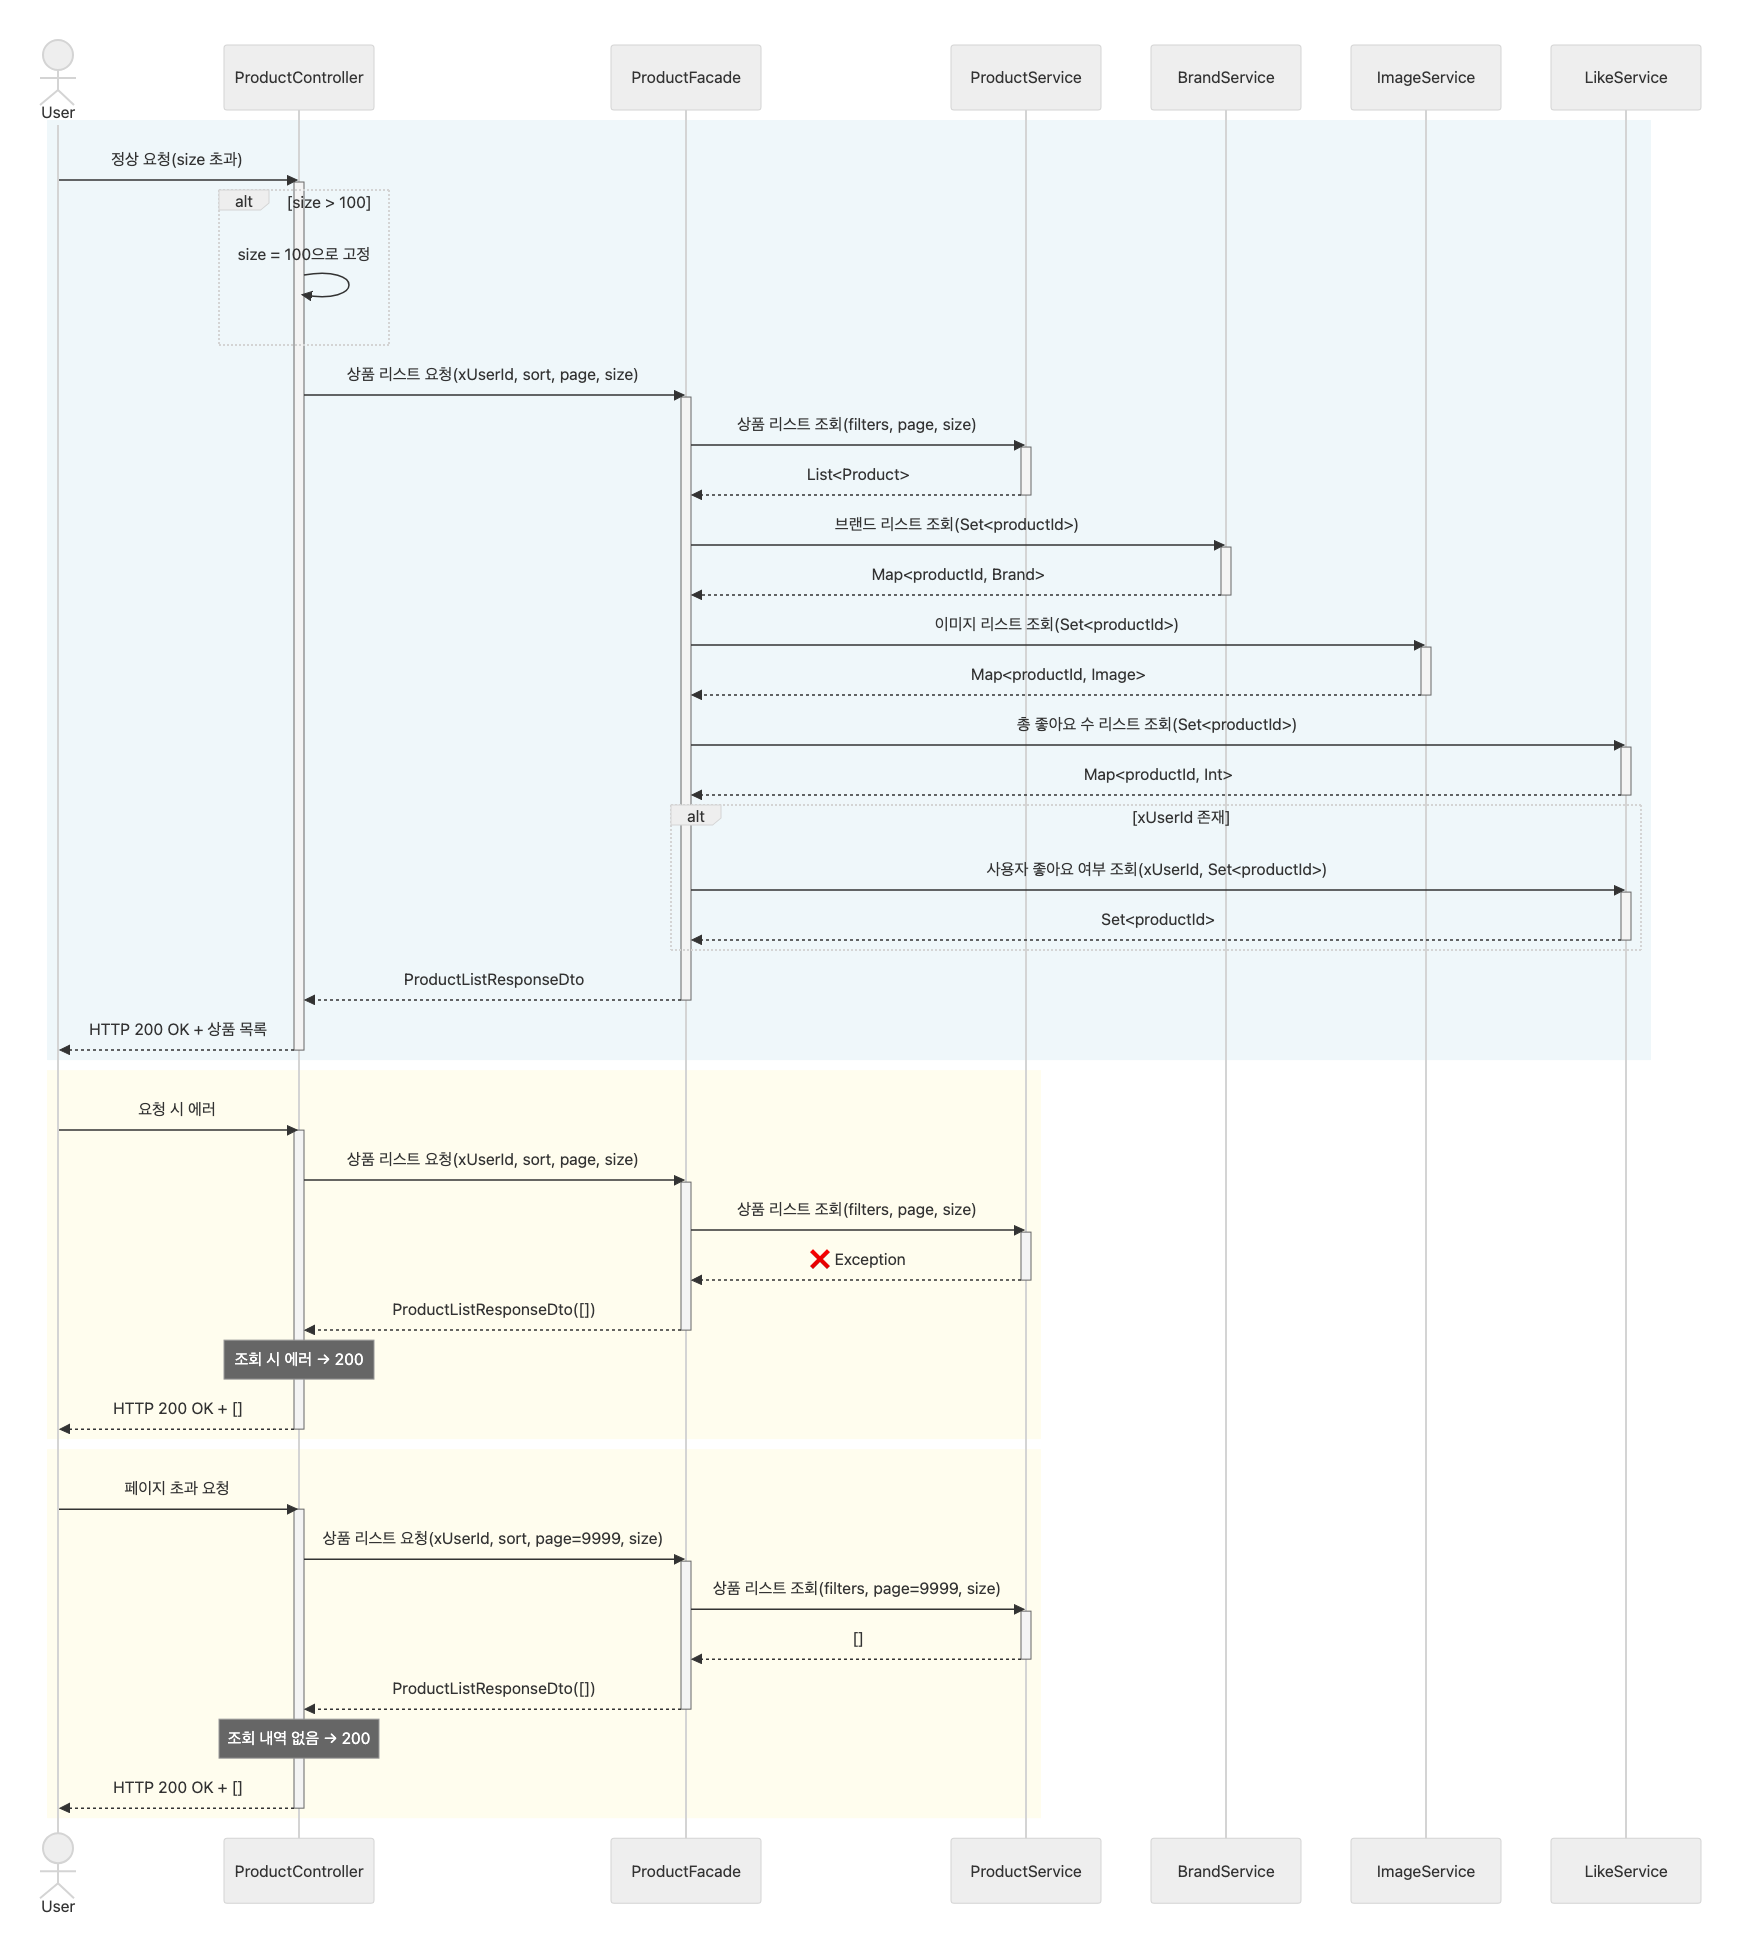 User
ProductController
ProductFacade
ProductService
BrandService
ImageService
LikeService
정상 요청(size 초과)
alt
[size > 100]
size = 100으로 고정
상품 리스트 요청(xUserId, sort, page, size)
상품 리스트 조회(filters, page, size)
List<Product>
브랜드 리스트 조회(Set<productId>)
Map<productId, Brand>
이미지 리스트 조회(Set<productId>)
Map<productId, Image>
총 좋아요 수 리스트 조회(Set<productId>)
Map<productId, Int>
alt
[xUserId 존재]
사용자 좋아요 여부 조회(xUserId, Set<productId>)
Set<productId>
ProductListResponseDto
HTTP 200 OK + 상품 목록
요청 시 에러
상품 리스트 요청(xUserId, sort, page, size)
상품 리스트 조회(filters, page, size)
❌ Exception
ProductListResponseDto([])
조회 시 에러 → 200
HTTP 200 OK + []
페이지 초과 요청
상품 리스트 요청(xUserId, sort, page=9999, size)
상품 리스트 조회(filters, page=9999, size)
[]
ProductListResponseDto([])
조회 내역 없음 → 200
HTTP 200 OK + []
User
ProductController
ProductFacade
ProductService
BrandService
ImageService
LikeService